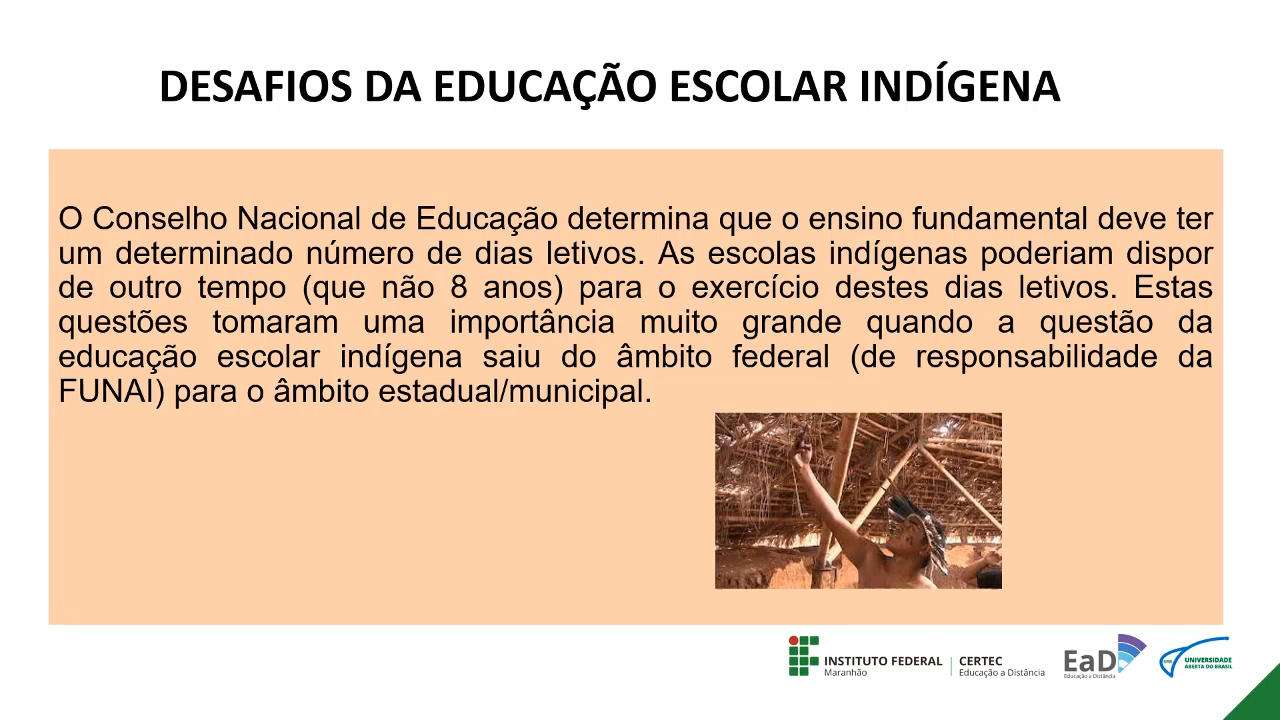 DESAFIOS DA EDUCAÇÃO ESCOLAR INDÍGENA
O Conselho Nacional de Educação determina que o ensino fundamental deve ter
um determinado número de dias letivos. As escolas indígenas poderiam dispor
de outro tempo (que não 8 anos) para o exercício destes dias letivos. Estas
questões tomaram uma importância muito grande quando a questão da
educação escolar indígena saiu do âmbito federal (de responsabilidade da
FUNAI) para o âmbito estadual/municipal.
INSTITUTO FEDERAL
Maranhão
CERTEC
Educação a Distância
EaD
Educação a Distância
UAB
UNIVERSIDADE
ABERTA DO BRASIL